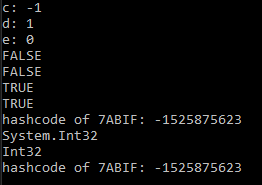 c: -1
d: 1
e: 0
FALSE
FALSE
TRUE
TRUE
hashcode of 7ABIF: -1525875623
System.Int32
Int32
hashcode of 7ABIF: -1525875623